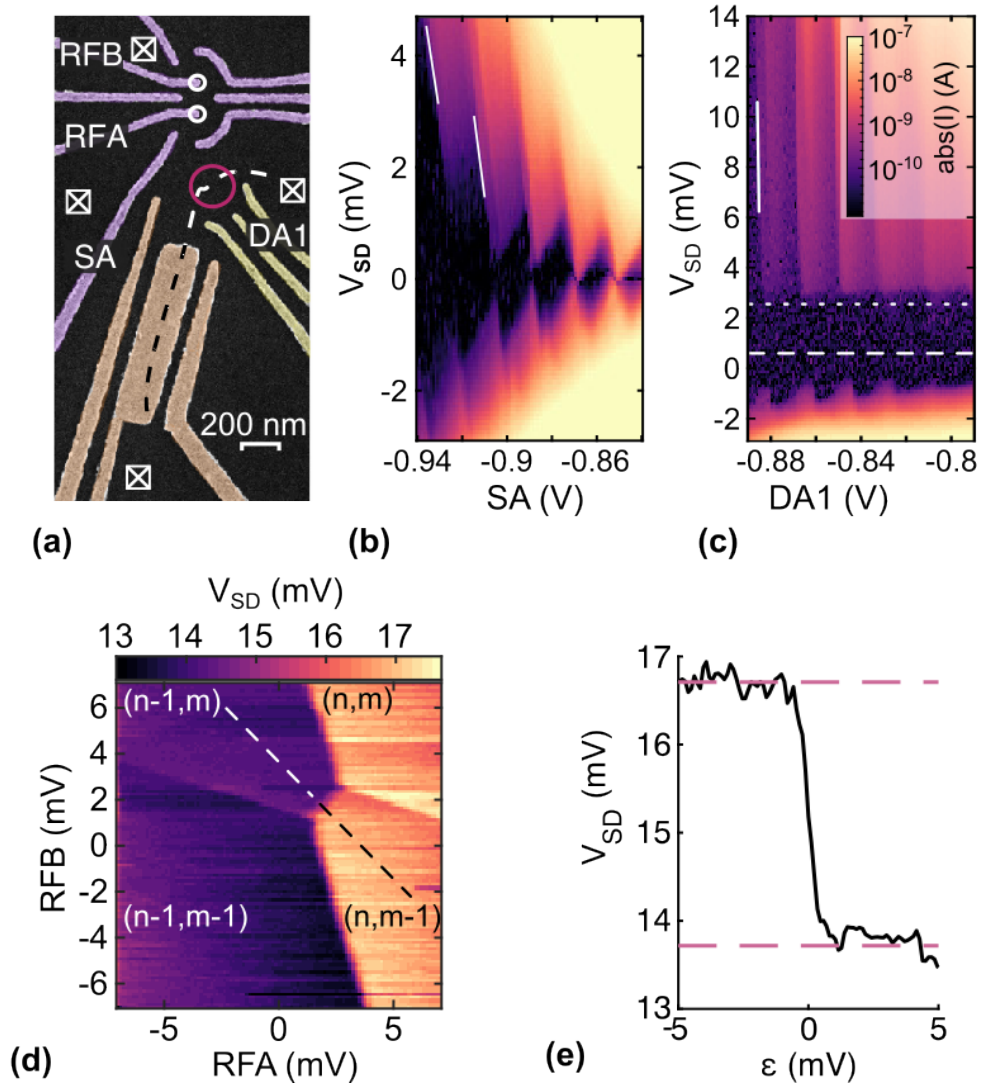 RFB
RFA
SA
DA1
200 nm
(a)
V_SD (mV)
4
2
0
-2
-0.94
-0.9
-0.86
SA (V)
(b)
V_SD (mV)
14
12
10
8
6
4
2
0
-2
10^-7
10^-8
10^-9
10^-10
abs(I) (A)
-0.88
-0.84
-0.8
DA1 (V)
(c)
V_SD (mV)
13 14 15 16 17
(n-1,m)
(n,m)
(n-1,m-1)
(n,m-1)
RFB (mV)
6
4
2
0
-2
-4
-6
-5
0
5
RFA (mV)
(d)
V_SD (mV)
17
16
15
14
13
-5
0
5
ε (mV)
(e)